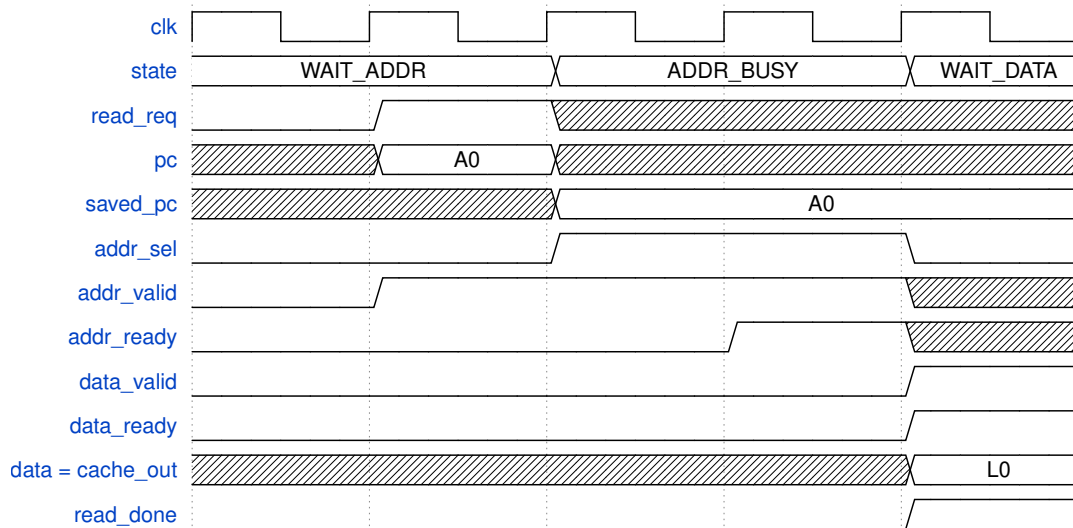 clk
state WAIT_ADDR ADDR_BUSY WAIT_DATA
read_req
pc A0
saved_pc A0
addr_sel
addr_valid
addr_ready
data_valid
data_ready
data = cache_out L0
read_done